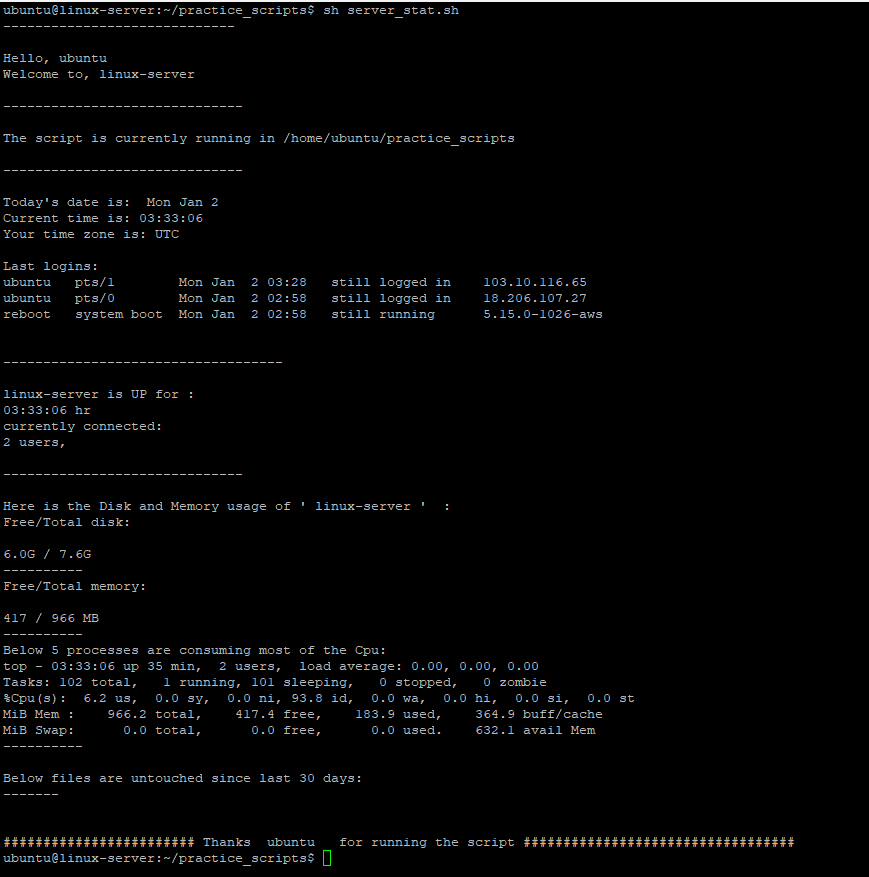 ubuntu@linux-server:~/practice_scripts$ sh server_stat.sh
-----------------------------
Hello, ubuntu
Welcome to, linux-server
------------------------------
The script is currently running in /home/ubuntu/practice_scripts
------------------------------
Today's date is:  Mon Jan 2
Current time is: 03:33:06
Your time zone is: UTC
Last logins:
ubuntu   pts/1        Mon Jan  2 03:28   still logged in    103.10.116.65
ubuntu   pts/0        Mon Jan  2 02:58   still logged in    18.206.107.27
reboot   system boot  Mon Jan  2 02:58   still running      5.15.0-1026-aws
-----------------------------------
linux-server is UP for :
03:33:06 hr
currently connected:
2 users,
------------------------------
Here is the Disk and Memory usage of ' linux-server '  :
Free/Total disk:
6.0G / 7.6G
----------
Free/Total memory:
417 / 966 MB
----------
Below 5 processes are consuming most of the Cpu:
top - 03:33:06 up 35 min,  2 users,  load average: 0.00, 0.00, 0.00
Tasks: 102 total,   1 running, 101 sleeping,   0 stopped,   0 zombie
%Cpu(s):  6.2 us,  0.0 sy,  0.0 ni, 93.8 id,  0.0 wa,  0.0 hi,  0.0 si,  0.0 st
MiB Mem :    966.2 total,    417.4 free,    183.9 used,    364.9 buff/cache
MiB Swap:      0.0 total,      0.0 free,      0.0 used.    632.1 avail Mem
----------
Below files are untouched since last 30 days:
-------
######################## Thanks  ubuntu   for running the script ##################################
ubuntu@linux-server:~/practice_scripts$